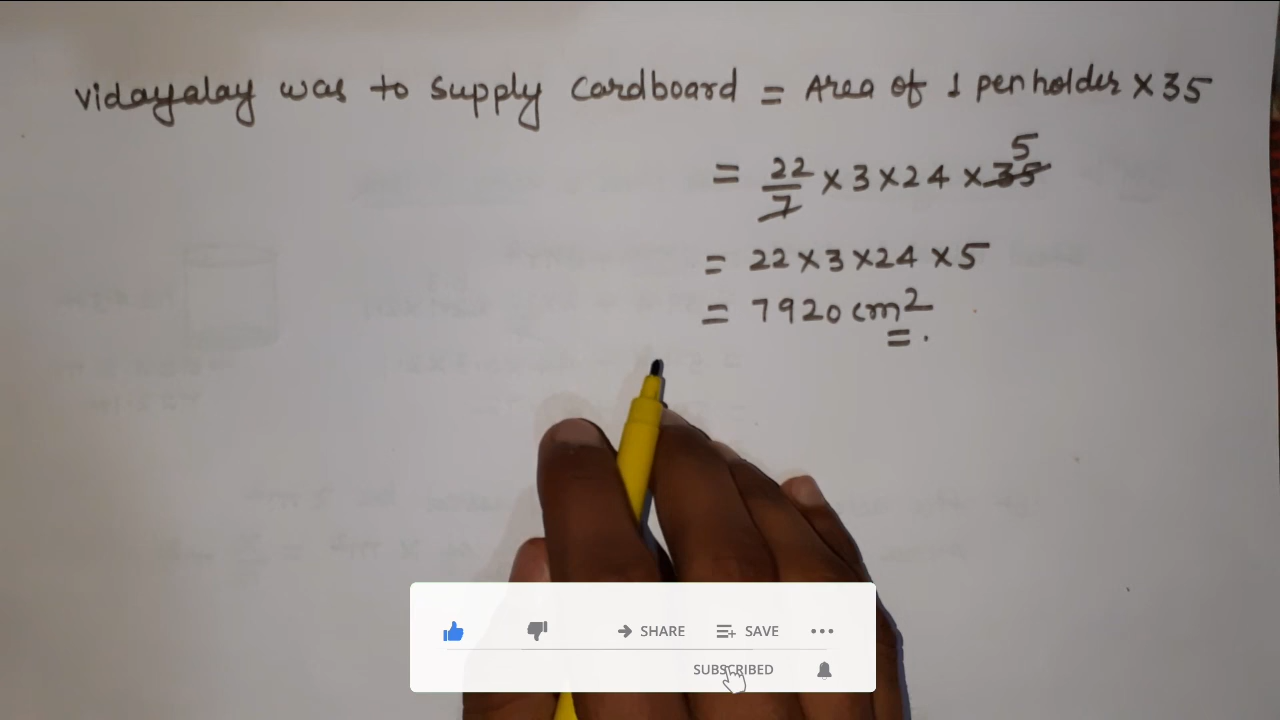 vidayalay was to supply cardboard = Area of 1 penholder × 35
= 22/7 × 3 × 24 × 35 5
= 22 × 3 × 24 × 5
= 7920 cm²
SHARE SAVE
SUBSCRIBED